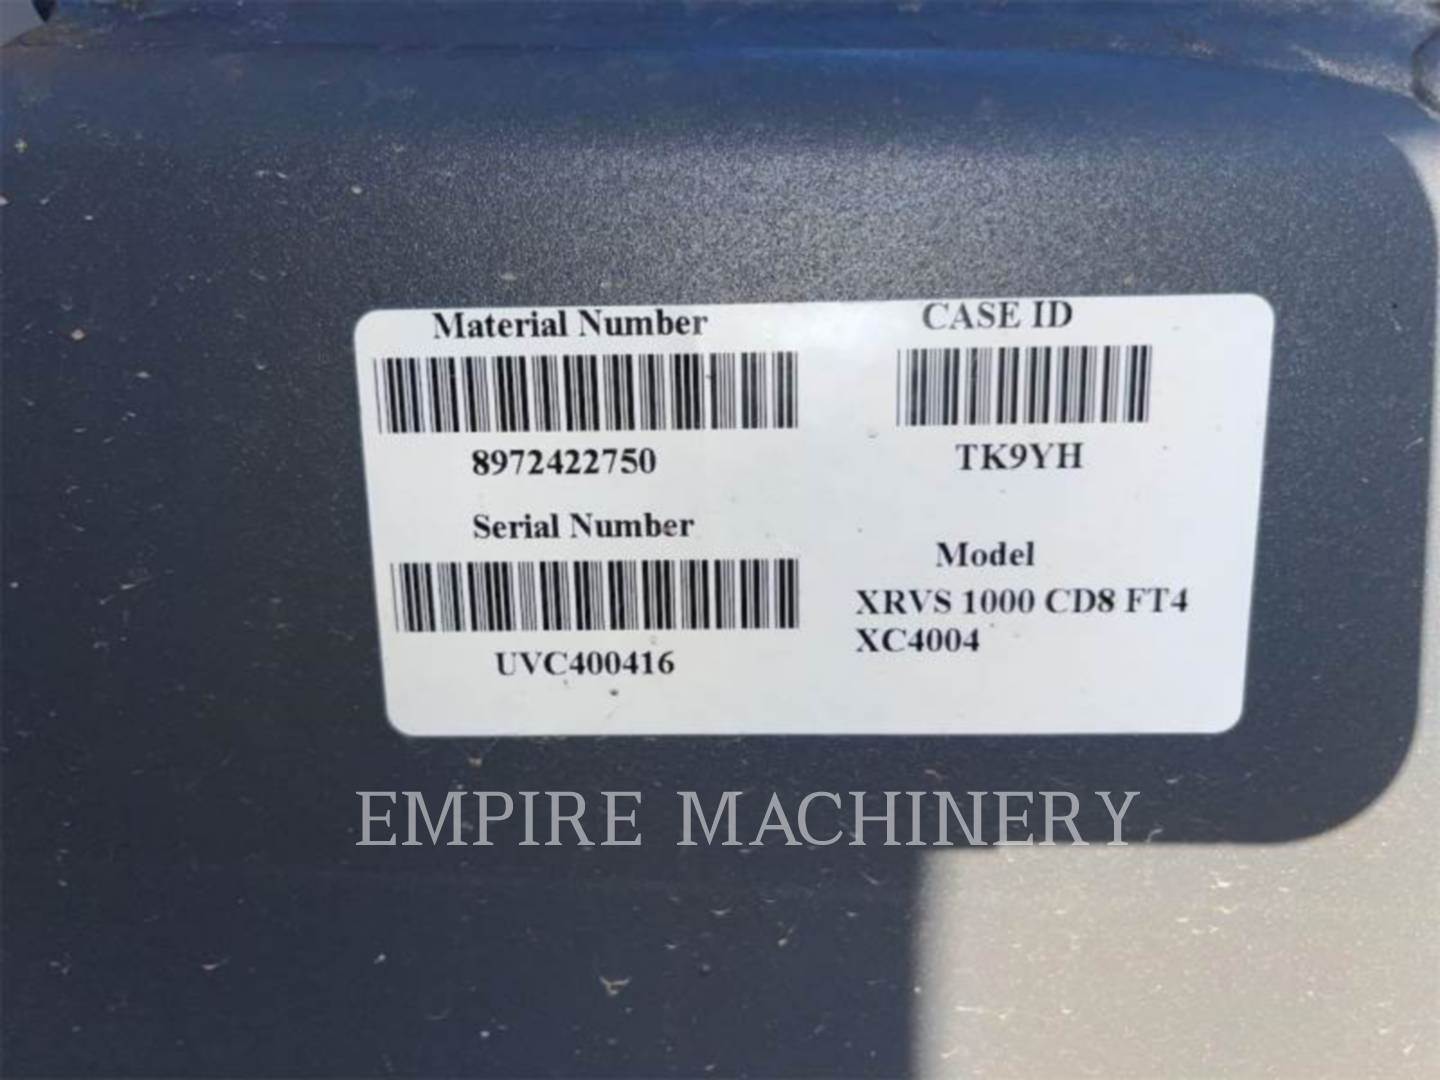 Material Number
8972422750
Serial Number
UVC400416
CASE ID
TK9YH
Model
XRVS 1000 CD8 FT4
XC4004
EMPIRE MACHINERY